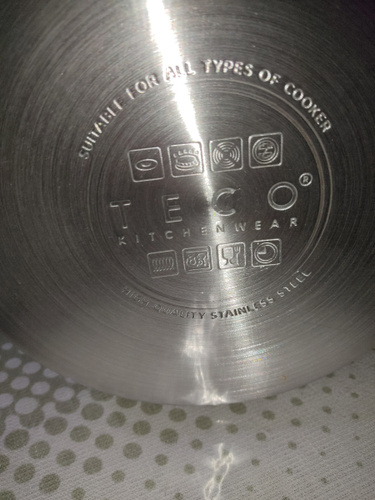 SUITABLE FOR ALL TYPES OF COOKER
TECO®
KITCHENWEAR
QUALITY STAINLESS STEEL